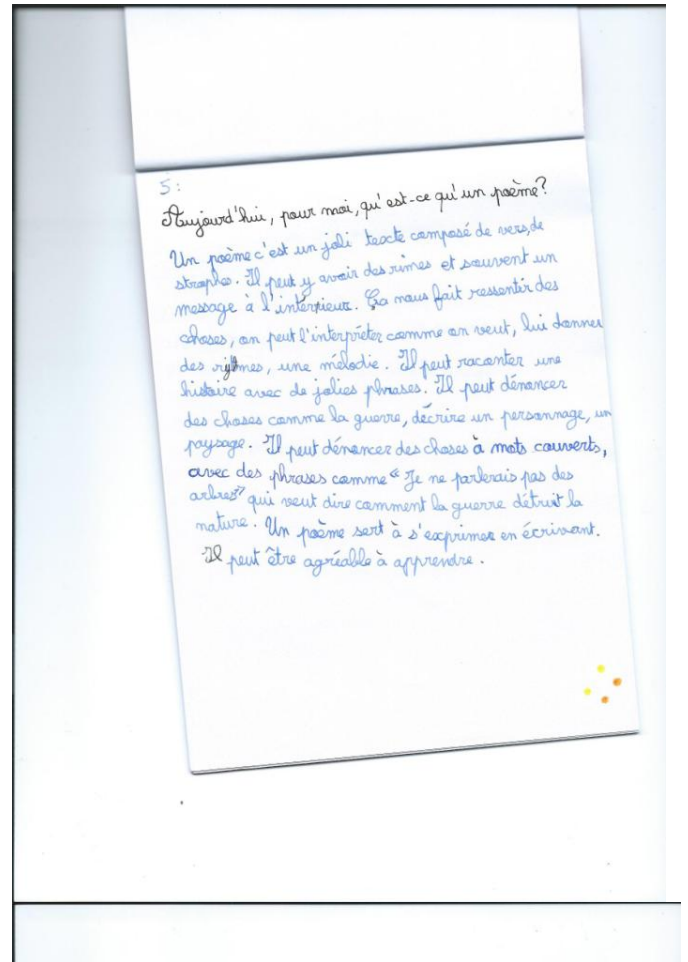 5:
Aujourd'hui, pour moi, qu'est-ce qu'un poème?
Un poème c'est un joli texte composé de vers, de
strophe. Il peut y avoir des rimes et souvent un
message à l'intérieur. Ça nous fait ressentir des
choses, on peut l'interpréter comme on veut, lui donner
des rytmes, une mélodie. Il peut raconter une
histoire avec de jolies phrases. Il peut dénoncer
des choses comme la guerre, décrire un personnage, un
paysage. Il peut dénoncer des choses à mots couverts,
avec des phrases comme "Je ne parlerais pas des
arbres" qui veut dire comment la guerre détruit la
nature. Un poème sert à s'exprimer en écrivant.
Il peut être agréable à apprendre.